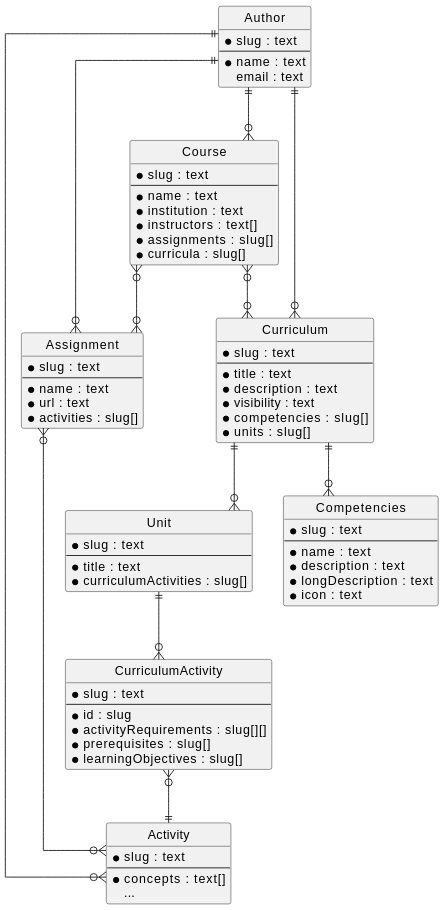 Author
slug : text
name : text
email : text
Course
slug : text
name : text
institution : text
instructors : text[]
assignments : slug[]
curricula : slug[]
Assignment
slug : text
name : text
url : text
activities : slug[]
Curriculum
slug : text
title : text
description : text
visibility : text
competencies : slug[]
units : slug[]
Unit
slug : text
title : text
curriculumActivities : slug[]
Competencies
slug : text
name : text
description : text
longDescription : text
icon : text
CurriculumActivity
slug : text
id : slug
activityRequirements : slug[][]
prerequisites : slug[]
learningObjectives : slug[]
Activity
slug : text
concepts : text[]
...